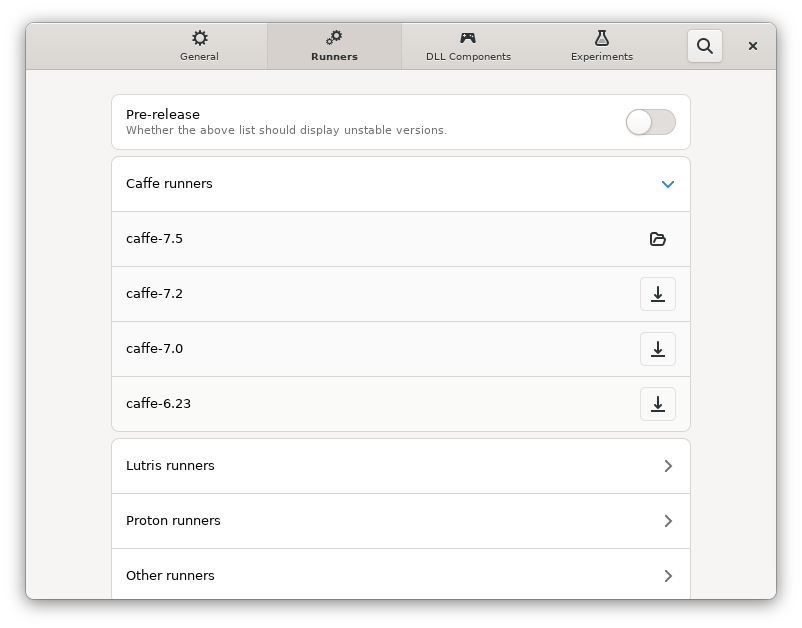 General
Runners
DLL Components
Experiments
Pre-release
Whether the above list should display unstable versions.
Caffe runners
caffe-7.5
caffe-7.2
caffe-7.0
caffe-6.23
Lutris runners
Proton runners
Other runners